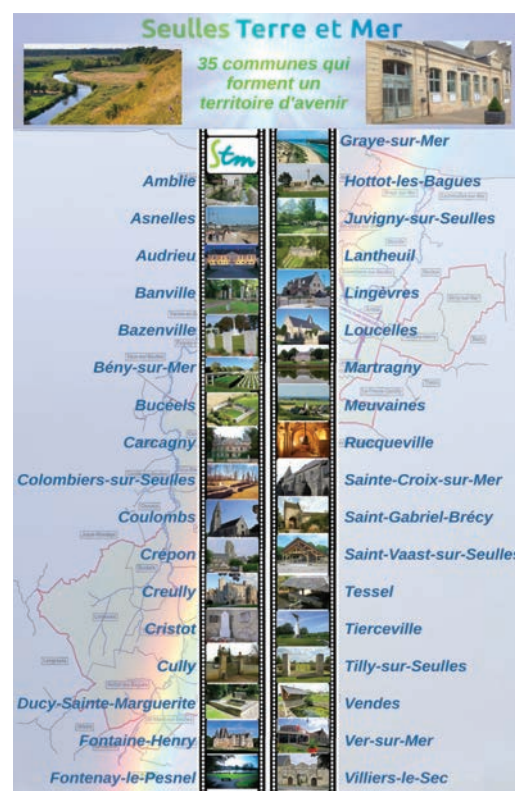 Seulles Terre et Mer
35 communes qui
forment un
territoire d'avenir
Stm
Amblie
Asnelles
Audrieu
Banville
Bazenville
Bény-sur-Mer
Bucéels
Carcagny
Colombiers-sur-Seulles
Coulombs
Crépon
Creully
Cristot
Cully
Ducy-Sainte-Marguerite
Fontaine-Henry
Fontenay-le-Pesnel
Graye-sur-Mer
Hottot-les-Bagues
Juvigny-sur-Seulles
Lantheuil
Lingèvres
Loucelles
Martragny
Meuvaines
Rucqueville
Sainte-Croix-sur-Mer
Saint-Gabriel-Brécy
Saint-Vaast-sur-Seulles
Tessel
Tierceville
Tilly-sur-Seulles
Vendes
Ver-sur-Mer
Villiers-le-Sec